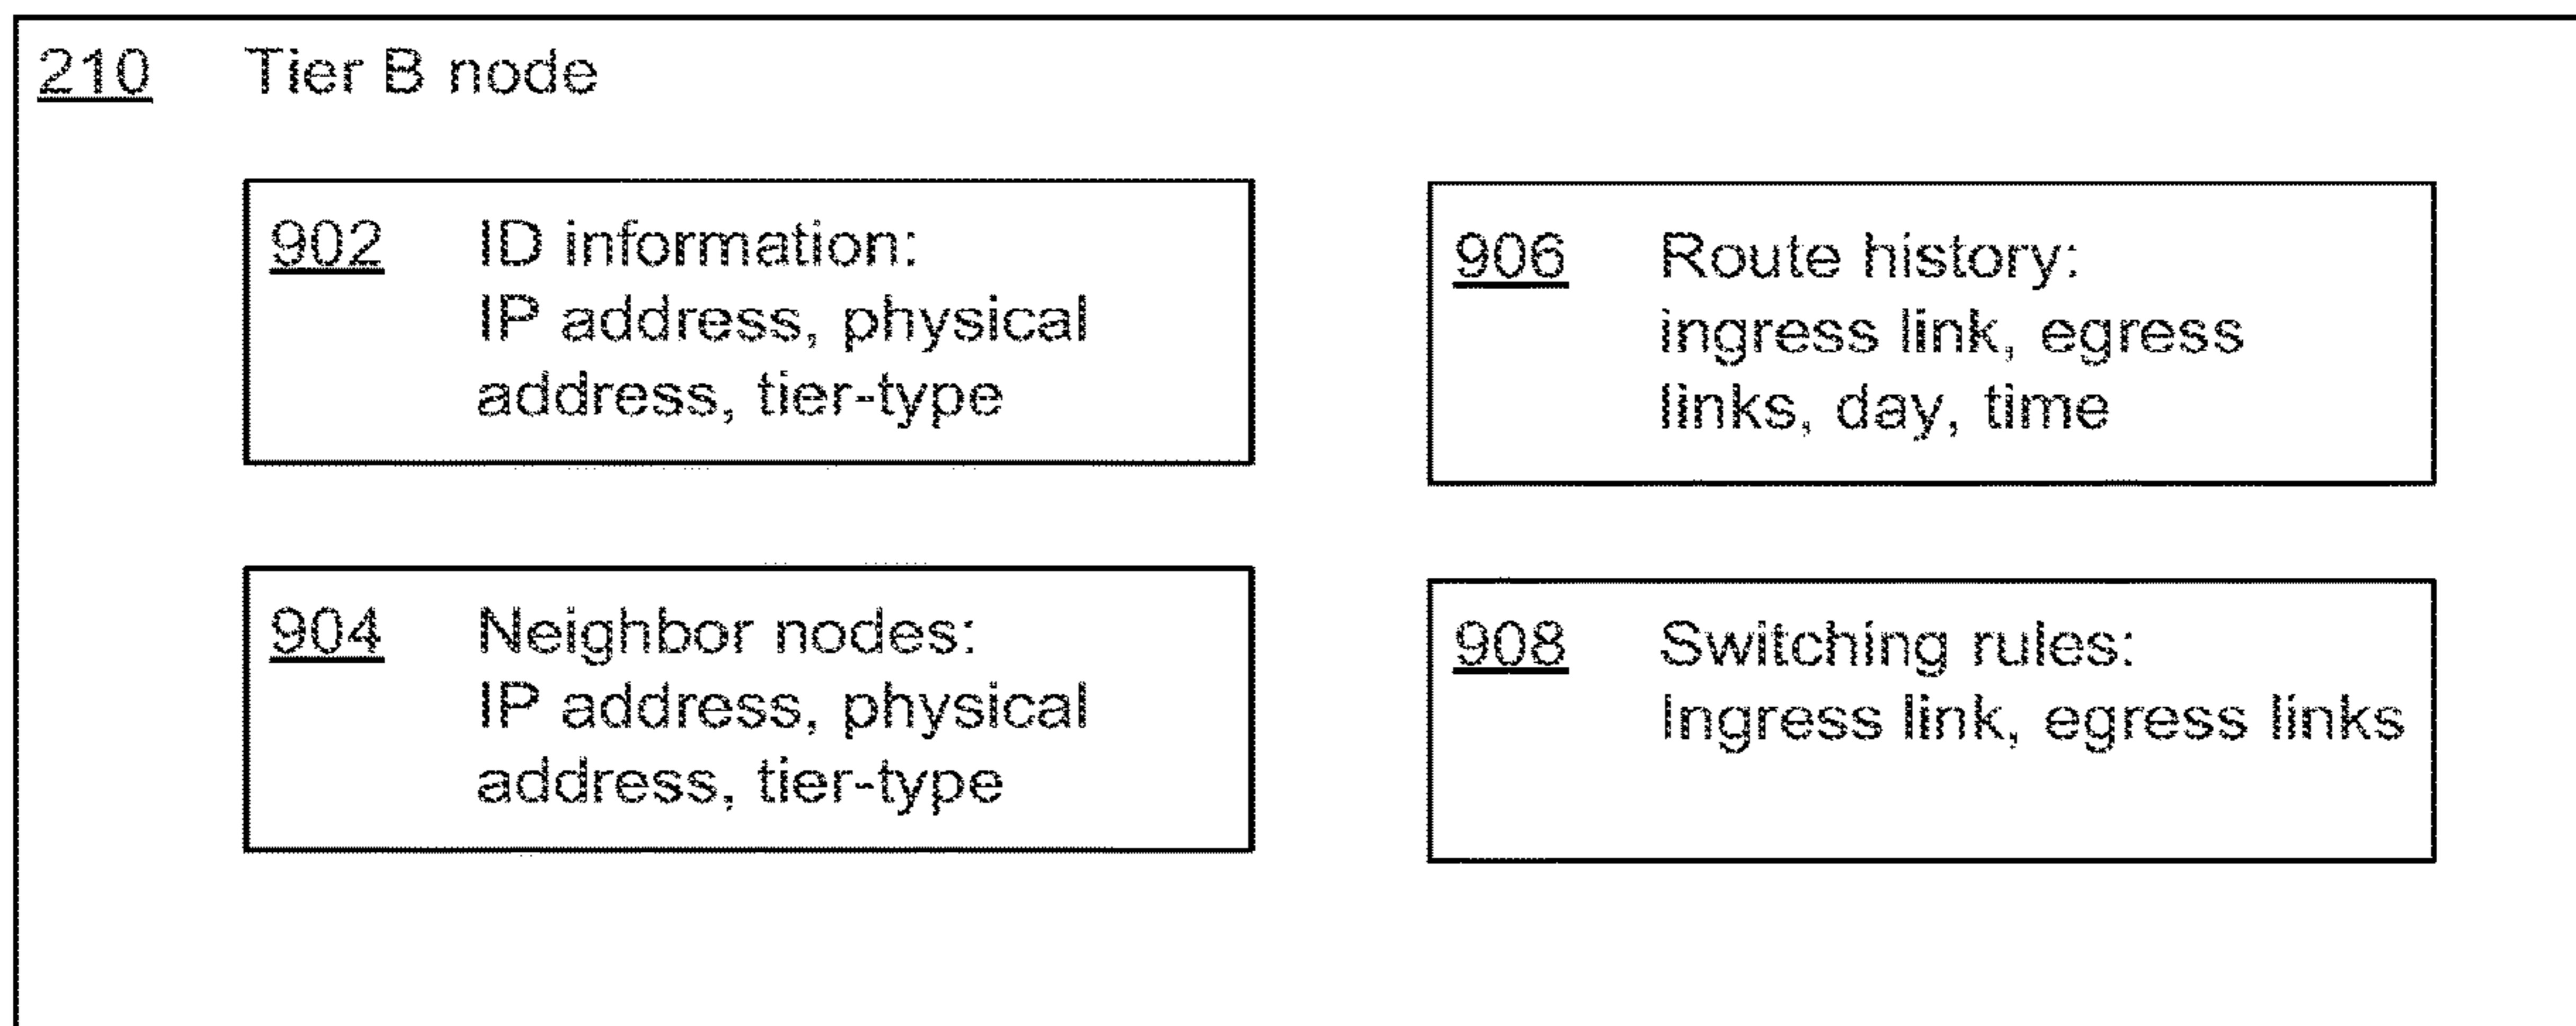 210 Tier B node
902 ID information:
IP address, physical
address, tier-type
904 Neighbor nodes:
IP address, physical
address, tier-type
906 Route history:
ingress link, egress
links, day, time
908 Switching rules:
Ingress link, egress links